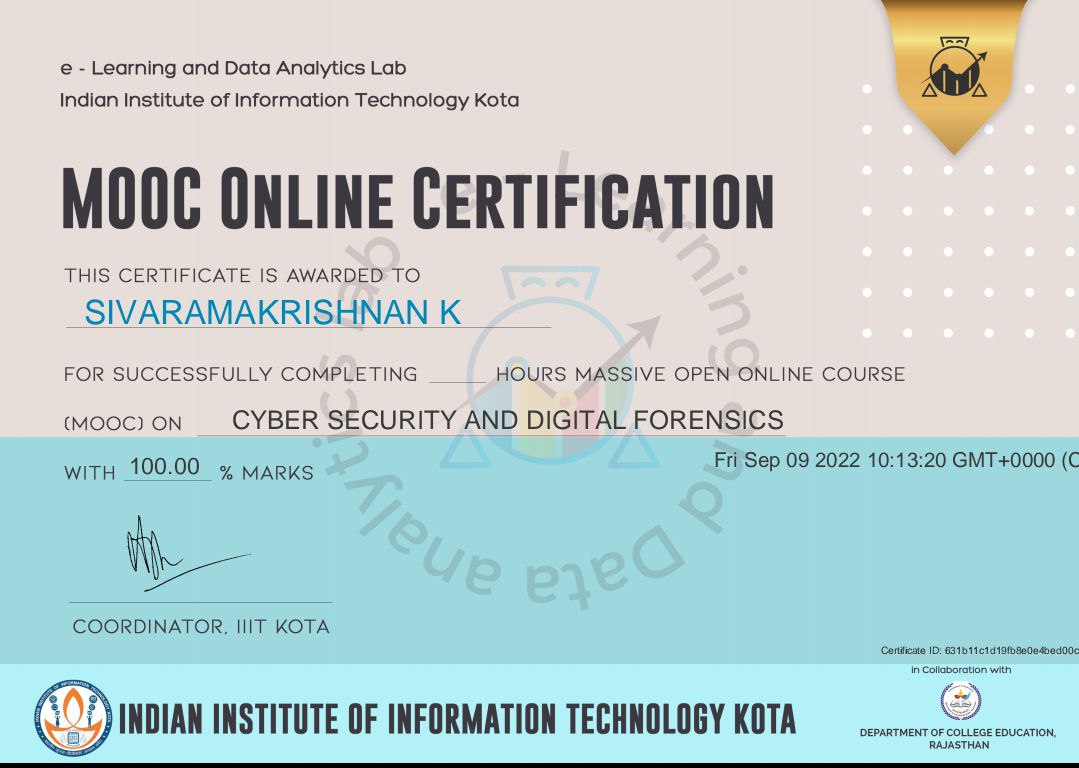 e - Learning and Data Analytics Lab
Indian Institute of Information Technology Kota
MOOC ONLINE CERTIFICATION
THIS CERTIFICATE IS AWARDED TO
SIVARAMAKRISHNAN K
FOR SUCCESSFULLY COMPLETING ____ HOURS MASSIVE OPEN ONLINE COURSE
(MOOC) ON CYBER SECURITY AND DIGITAL FORENSICS
WITH 100.00 % MARKS
Fri Sep 09 2022 10:13:20 GMT+0000 (C
e - Learning and Data analytics lab
COORDINATOR, IIIT KOTA
Certificate ID: 631b11c1d19fb8e0e4bed00c
in Collaboration with
INDIAN INSTITUTE OF INFORMATION TECHNOLOGY KOTA
DEPARTMENT OF COLLEGE EDUCATION,
RAJASTHAN